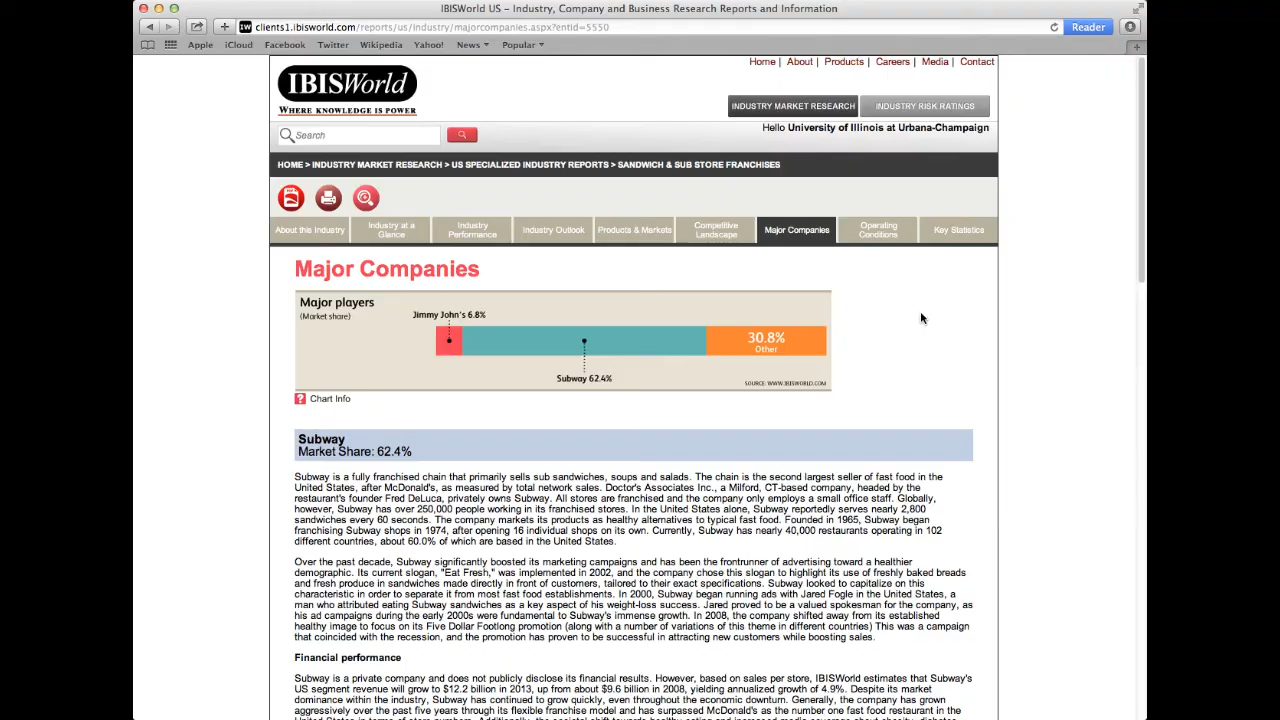 IBISWorld US – Industry, Company and Business Research Reports and Information
clients1.ibisworld.com/reports/us/industry/majorcompanies.aspx?entid=5550
Reader
Apple iCloud Facebook Twitter Wikipedia Yahoo! News Popular
Home | About | Products | Careers | Media | Contact
IBISWorld
WHERE KNOWLEDGE IS POWER
INDUSTRY MARKET RESEARCH INDUSTRY RISK RATINGS
Hello University of Illinois at Urbana-Champaign
Search
HOME > INDUSTRY MARKET RESEARCH > US SPECIALIZED INDUSTRY REPORTS > SANDWICH & SUB STORE FRANCHISES
About this Industry
Industry at a Glance
Industry Performance
Industry Outlook
Products & Markets
Competitive Landscape
Major Companies
Operating Conditions
Key Statistics
Major Companies
Major players
(Market share)
Jimmy John's 6.8%
30.8%
Other
Subway 62.4%
SOURCE: WWW.IBISWORLD.COM
? Chart Info
Subway
Market Share: 62.4%
Subway is a fully franchised chain that primarily sells sub sandwiches, soups and salads. The chain is the second largest seller of fast food in the
United States, after McDonald's, as measured by total network sales. Doctor's Associates Inc., a Milford, CT-based company, headed by the
restaurant's founder Fred DeLuca, privately owns Subway. All stores are franchised and the company only employs a small office staff. Globally,
however, Subway has over 250,000 people working in its franchised stores. In the United States alone, Subway reportedly serves nearly 2,800
sandwiches every 60 seconds. The company markets its products as healthy alternatives to typical fast food. Founded in 1965, Subway began
franchising Subway shops in 1974, after opening 16 individual shops on its own. Currently, Subway has nearly 40,000 restaurants operating in 102
different countries, about 60.0% of which are based in the United States.
Over the past decade, Subway significantly boosted its marketing campaigns and has been the frontrunner of advertising toward a healthier
demographic. Its current slogan, "Eat Fresh," was implemented in 2002, and the company chose this slogan to highlight its use of freshly baked breads
and fresh produce in sandwiches made directly in front of customers, tailored to their exact specifications. Subway looked to capitalize on this
characteristic in order to separate it from most fast food establishments. In 2000, Subway began running ads with Jared Fogle in the United States, a
man who attributed eating Subway sandwiches as a key aspect of his weight-loss success. Jared proved to be a valued spokesman for the company, as
his ad campaigns during the early 2000s were fundamental to Subway's immense growth. In 2008, the company shifted away from its established
healthy image to focus on its Five Dollar Footlong promotion (along with a number of variations of this theme in different countries) This was a campaign
that coincided with the recession, and the promotion has proven to be successful in attracting new customers while boosting sales.
Financial performance
Subway is a private company and does not publicly disclose its financial results. However, based on sales per store, IBISWorld estimates that Subway's
US segment revenue will grow to $12.2 billion in 2013, up from about $9.6 billion in 2008, yielding annualized growth of 4.9%. Despite its market
dominance within the industry, Subway has continued to grow quickly, even throughout the economic downturn. Generally, the company has grown
aggressively over the past five years through its flexible franchise model and has surpassed McDonald's as the number one fast food restaurant in the